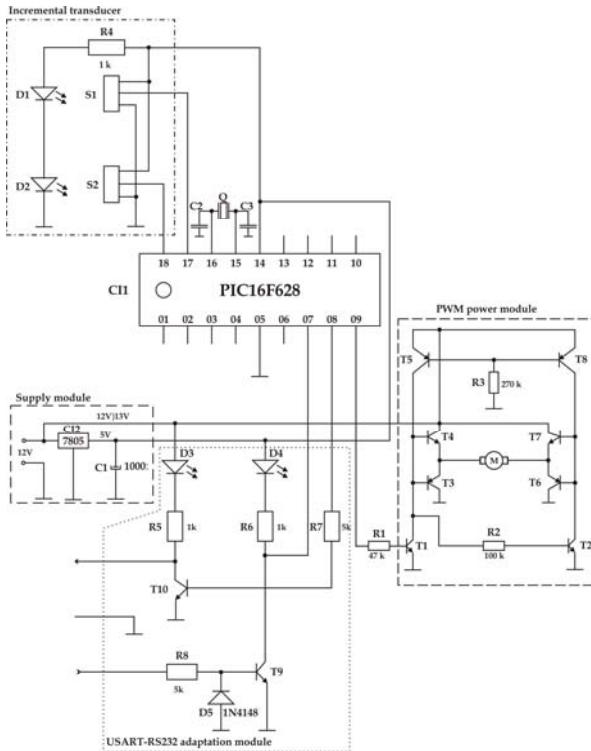 Incremental transducer
R4
1 k
D1
S1
D2
S2
Q
C2
C3
18 17 16 15 14 13 12 11 10
CI1
PIC16F628
01 02 03 04 05 06 07 08 09
PWM power module
T5
T8
R3
270 k
T4
T7
M
T3
T6
R1
47 k
T1
R2
100 k
T2
Supply module
12V)13V
CI2
7805
5V
12V
C1
1000:
D3
D4
R5
1k
R6
1k
R7
5k
T10
R8
5k
T9
D5
1N4148
USART-RS232 adaptation module